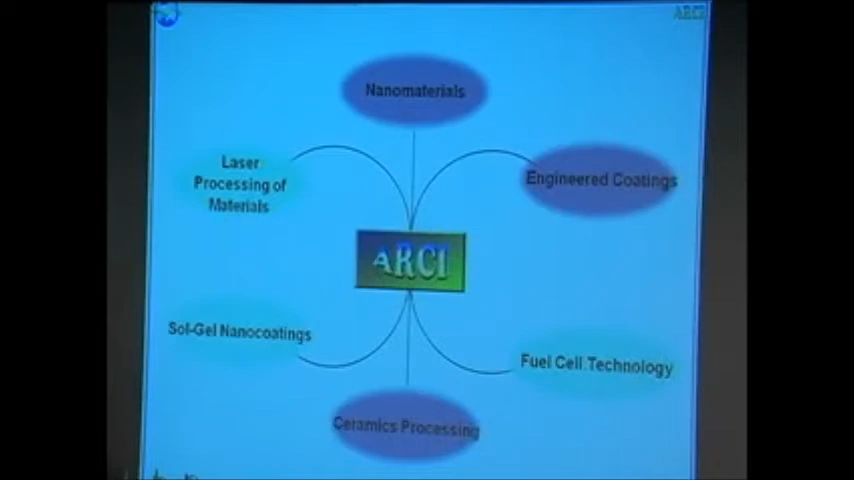 ARCI
Nanomaterials
Laser
Processing of
Materials
Engineered Coatings
ARCI
Sol-Gel Nanocoatings
Fuel Cell Technology
Ceramics Processing